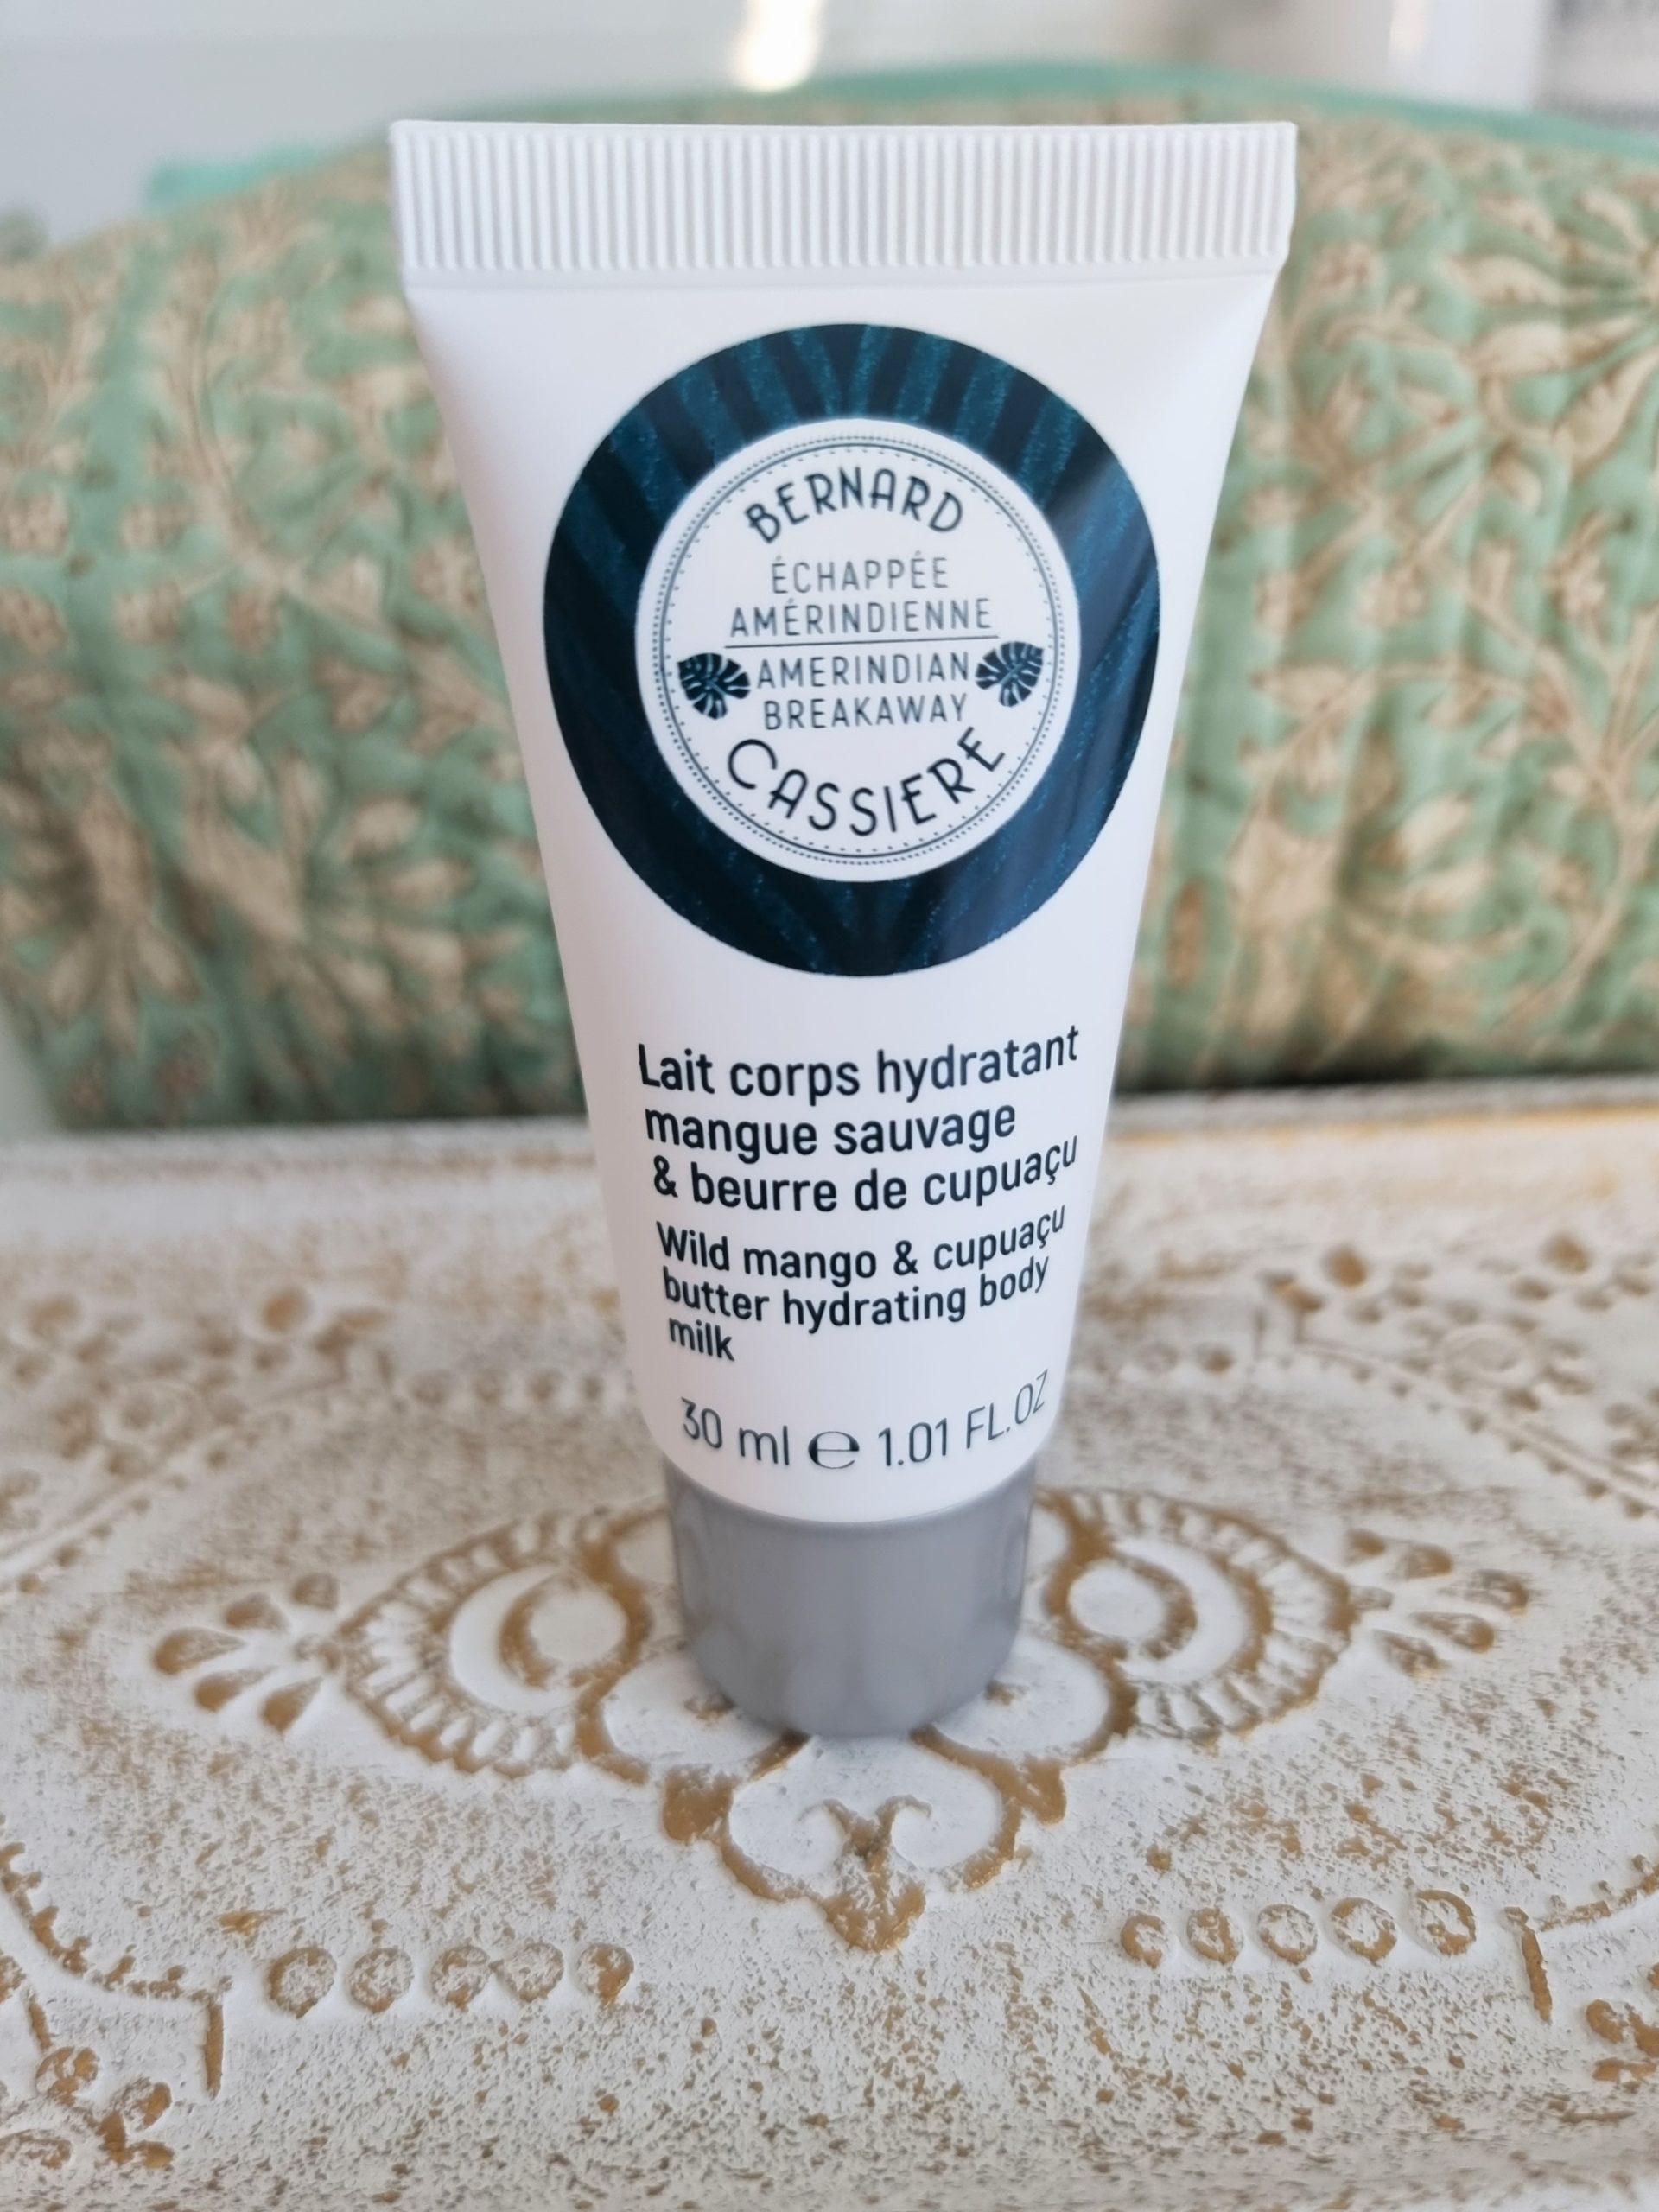 BERNARD
ÉCHAPPÉE
AMÉRINDIENNE
AMERINDIAN
BREAKAWAY
CASSIERE
Lait corps hydratant
mangue sauvage
& beurre de cupuaçu
Wild mango & cupuaçu
butter hydrating body
milk
30 ml e 1.01 FL.OZ